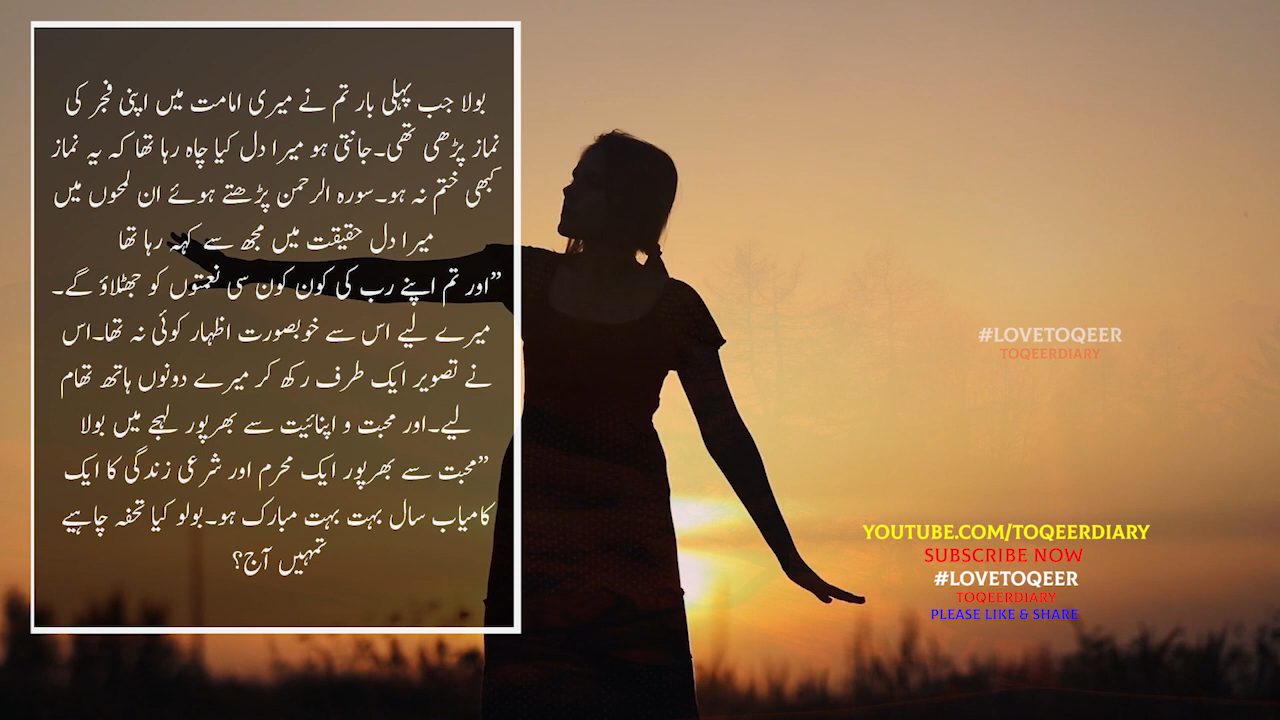 بولا جب پہلی بار تم نے میری امامت میں اپنی فجر کی
نماز پڑھی تھی۔جانتی ہو میرا دل کیا چاہ رہا تھا کہ یہ نماز
کبھی ختم نہ ہو۔سورہ الرحمن پڑھتے ہوئے ان لمحوں میں
میرا دل حقیقت میں مجھ سے کہہ رہا تھا
”اور تم اپنے رب کی کون کون سی نعمتوں کو جھٹلاؤ گے۔
میرے لیے اس سے خوبصورت اظہار کوئی نہ تھا۔اس
نے تصویر ایک طرف رکھ کر میرے دونوں ہاتھ تھام
لیے۔اور محبت و اپنائیت سے بھرپور لہجے میں بولا
”محبت سے بھرپور ایک محرم اور شرعی زندگی کا ایک
کامیاب سال بہت بہت مبارک ہو۔بولو کیا تحفہ چاہیے
تمہیں آج؟
#LOVETOQEER
TOQEERDIARY
YOUTUBE.COM/TOQEERDIARY
SUBSCRIBE NOW
#LOVETOQEER
TOQEERDIARY
PLEASE LIKE & SHARE